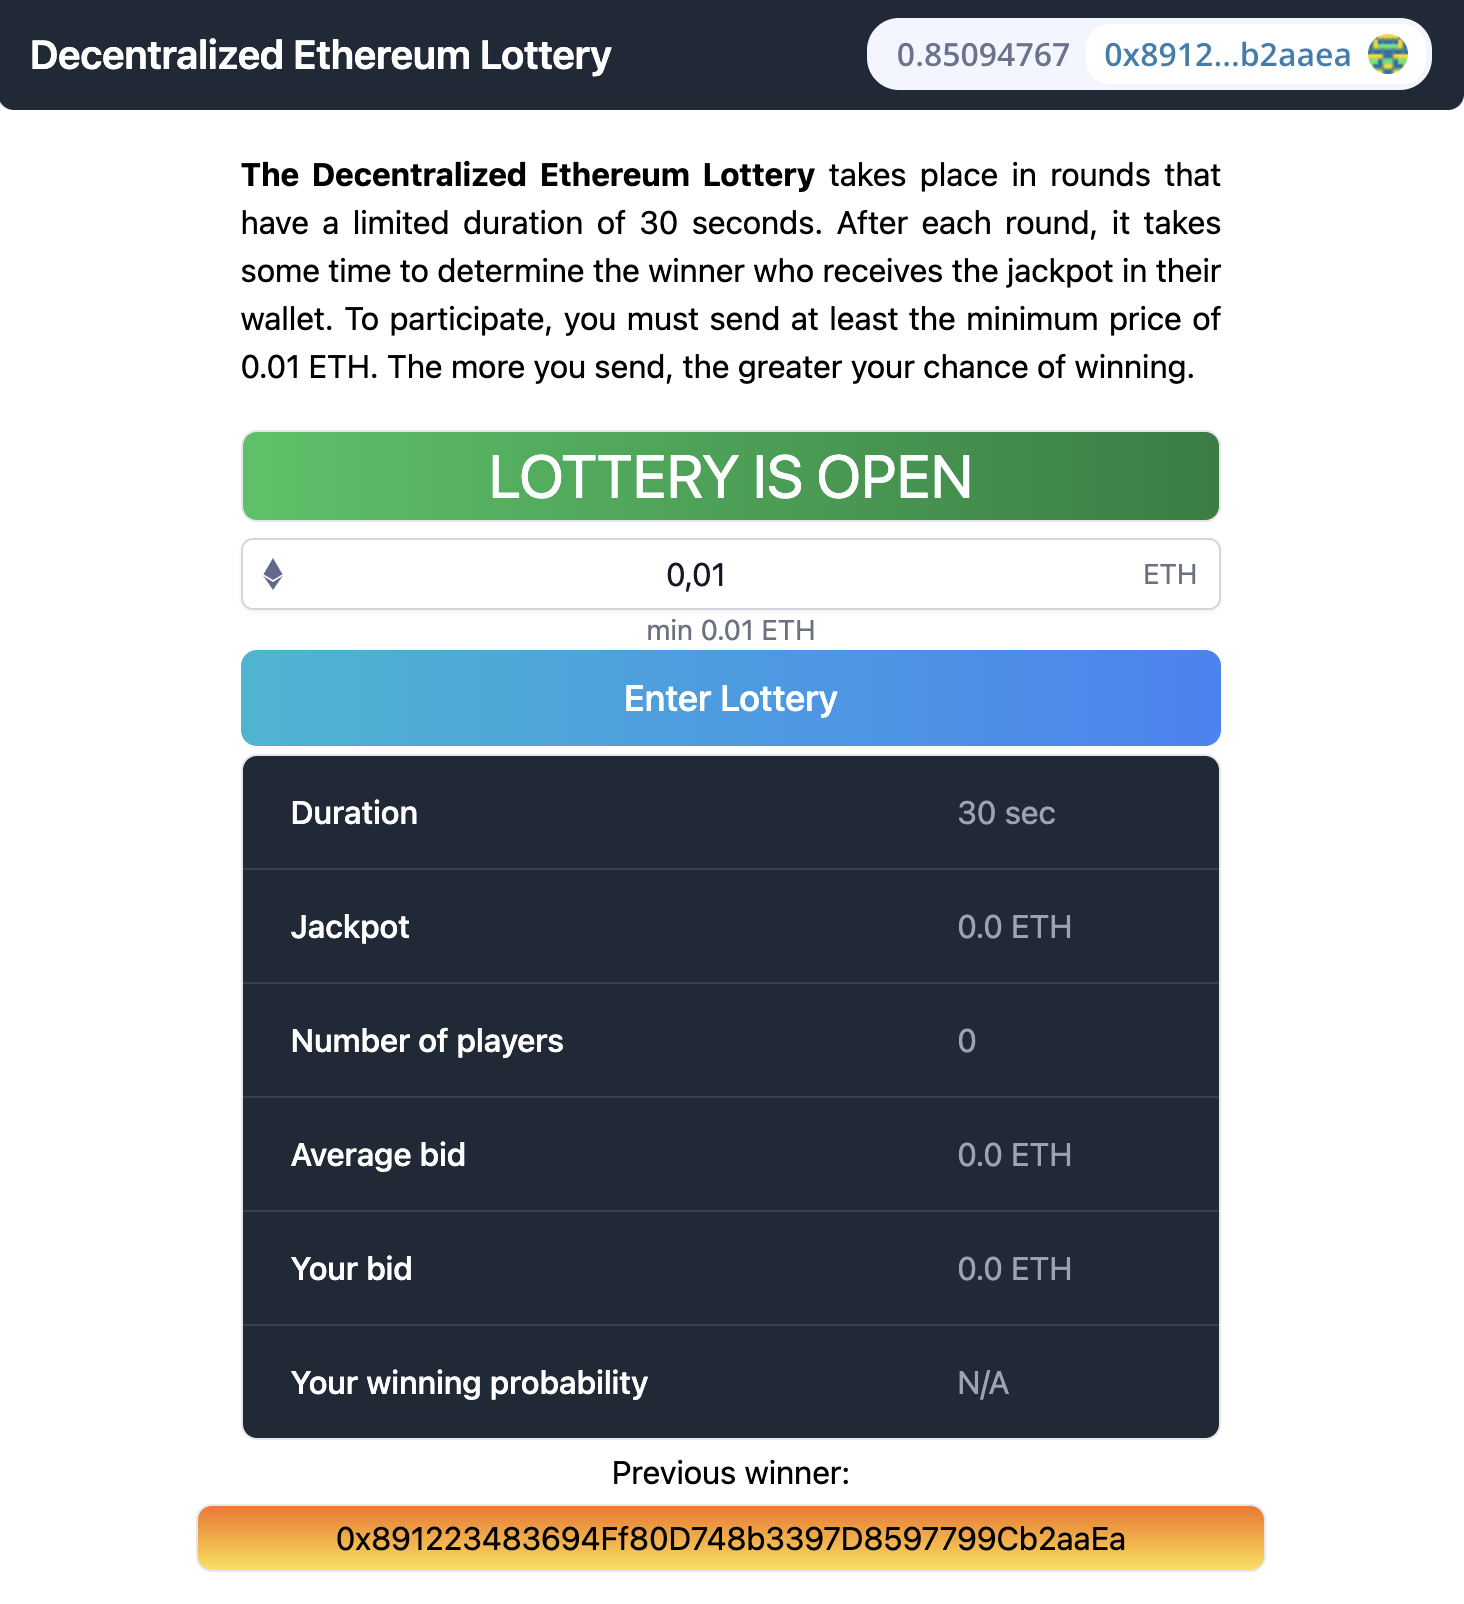 Decentralized Ethereum Lottery
0.85094767 0x8912...b2aaea
The Decentralized Ethereum Lottery takes place in rounds that
have a limited duration of 30 seconds. After each round, it takes
some time to determine the winner who receives the jackpot in their
wallet. To participate, you must send at least the minimum price of
0.01 ETH. The more you send, the greater your chance of winning.
LOTTERY IS OPEN
0,01 ETH
min 0.01 ETH
Enter Lottery
Duration 30 sec
Jackpot 0.0 ETH
Number of players 0
Average bid 0.0 ETH
Your bid 0.0 ETH
Your winning probability N/A
Previous winner:
0x891223483694Ff80D748b3397D8597799Cb2aaEa